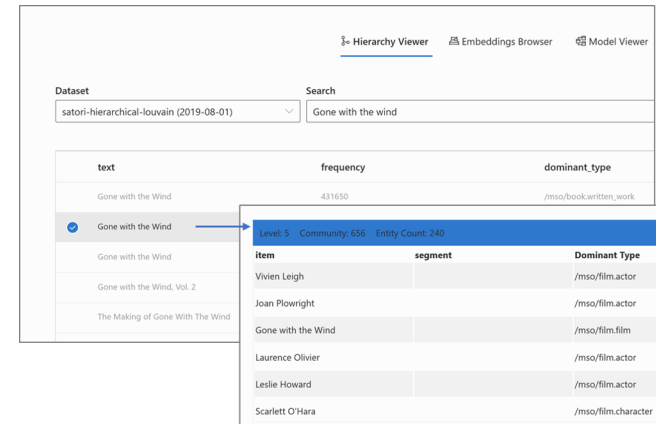 Hierarchy Viewer Embeddings Browser Model Viewer
Dataset Search
satori-hierarchical-louvain (2019-08-01) Gone with the wind
text frequency dominant_type
Gone with the Wind 431650 /mso/book.written_work
Gone with the Wind
Gone with the Wind
Gone with the Wind, Vol. 2
The Making of Gone With The Wind
Level: 5 Community: 656 Entity Count: 240
item segment Dominant Type
Vivien Leigh /mso/film.actor
Joan Plowright /mso/film.actor
Gone with the Wind /mso/film.film
Laurence Olivier /mso/film.actor
Leslie Howard /mso/film.actor
Scarlett O'Hara /mso/film.character